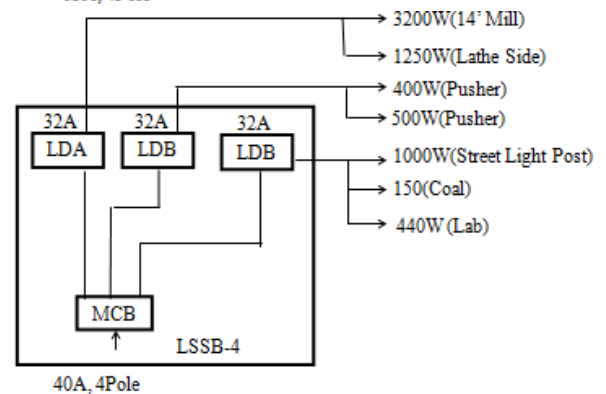 3200W(14’ Mill)
1250W(Lathe Side)
400W(Pusher)
500W(Pusher)
32A 32A 32A
LDA LDB LDB
1000W(Street Light Post)
150(Coal)
440W(Lab)
MCB
LSSB-4
40A, 4Pole